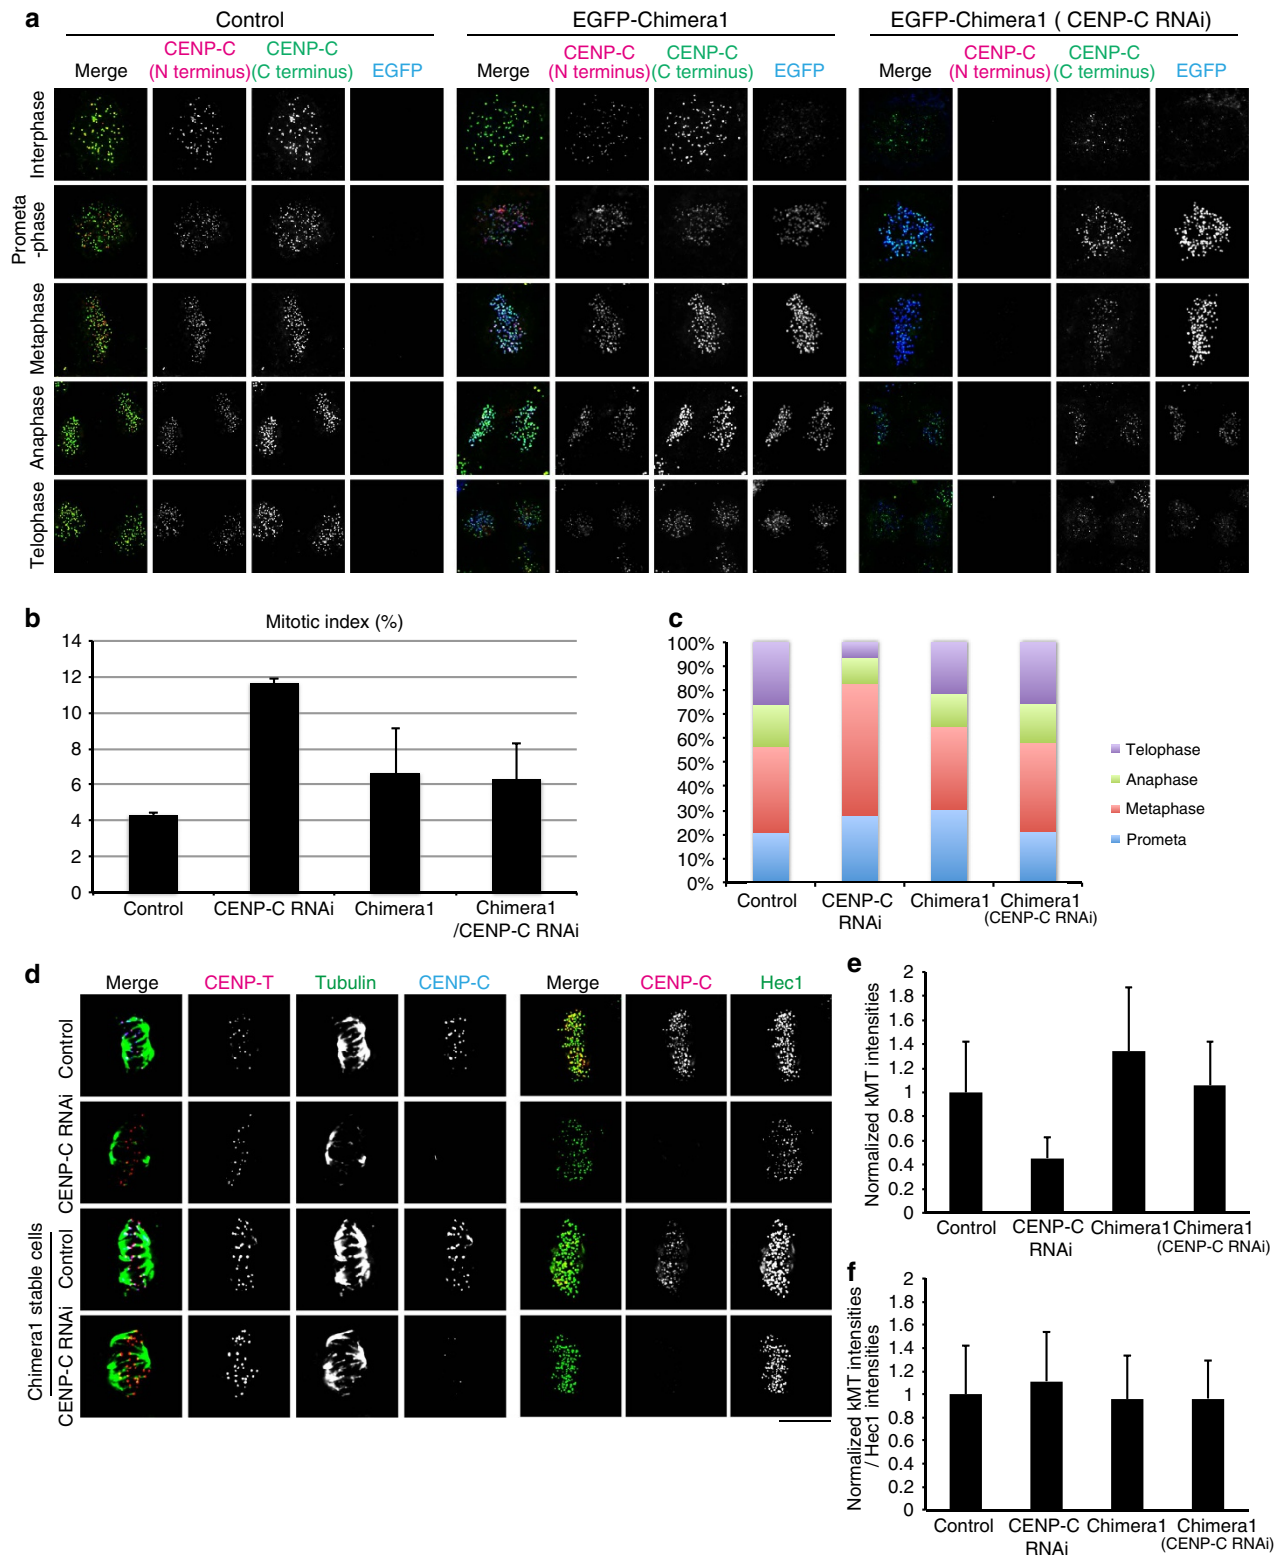 a
Control
EGFP-Chimera1
EGFP-Chimera1 ( CENP-C RNAi)
Merge
CENP-C
(N terminus)
CENP-C
(C terminus)
EGFP
Merge
CENP-C
(N terminus)
CENP-C
(C terminus)
EGFP
Merge
CENP-C
(N terminus)
CENP-C
(C terminus)
EGFP
Interphase
Prometa
-phase
Metaphase
Anaphase
Telophase
b
Mitotic index (%)
14
12
10
8
6
4
2
0
Control
CENP-C RNAi
Chimera1
Chimera1
/CENP-C RNAi
c
100%
90%
80%
70%
60%
50%
40%
30%
20%
10%
0%
Control
CENP-C
RNAi
Chimera1
Chimera1
(CENP-C RNAi)
Telophase
Anaphase
Metaphase
Prometa
d
Merge
CENP-T
Tubulin
CENP-C
Merge
CENP-C
Hec1
Control
CENP-C RNAi
Chimera1 stable cells
Control
CENP-C RNAi
e
Normalized kMT intensities
2
1.8
1.6
1.4
1.2
1
0.8
0.6
0.4
0.2
0
Control
CENP-C
RNAi
Chimera1
Chimera1
(CENP-C RNAi)
f
Normalized kMT intensities
/ Hec1 intensities
2
1.8
1.6
1.4
1.2
1
0.8
0.6
0.4
0.2
0
Control
CENP-C
RNAi
Chimera1
Chimera1
(CENP-C RNAi)